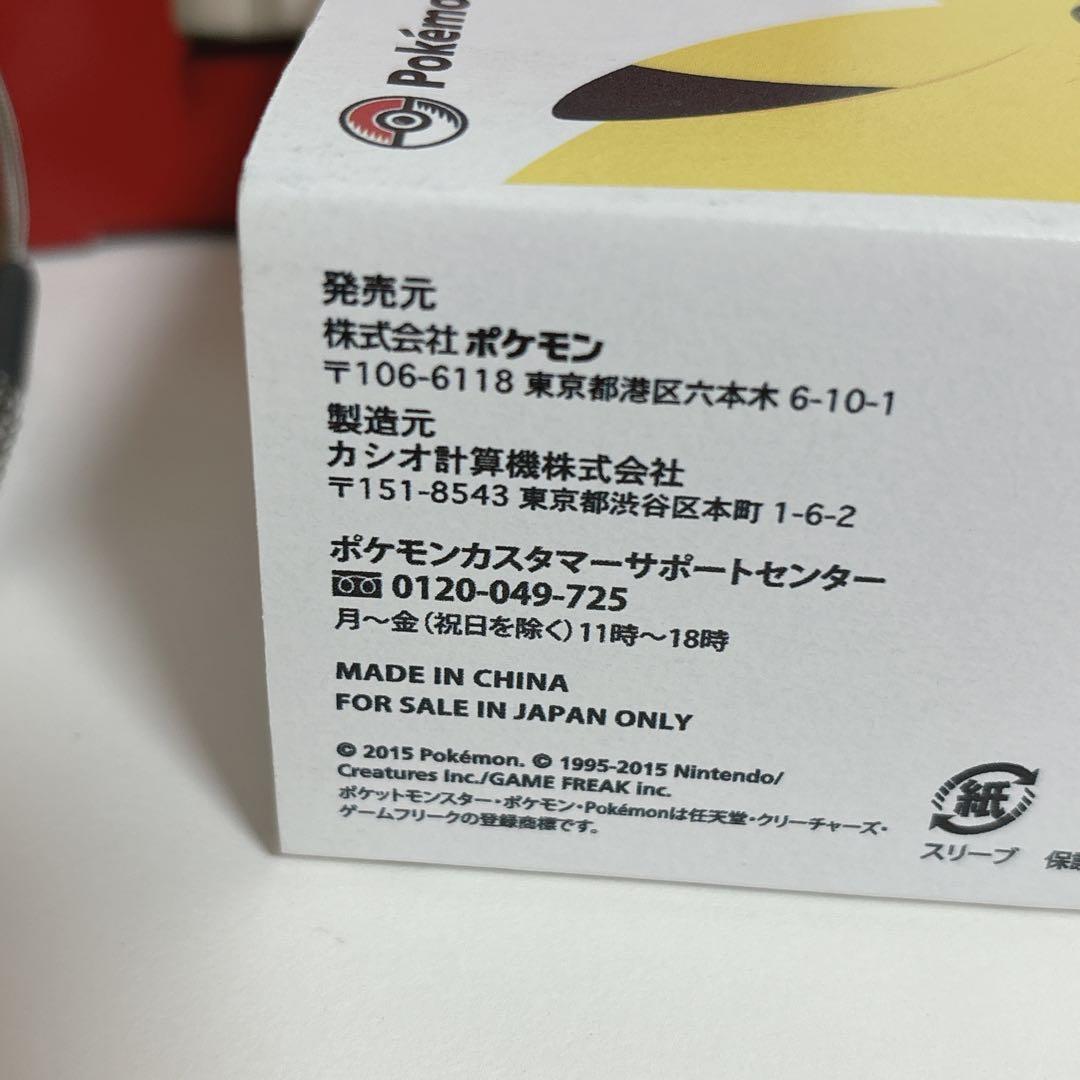 Pokémo
発売元
株式会社 ポケモン
〒106-6118 東京都港区六本木 6-10-1
製造元
カシオ計算機株式会社
〒151-8543 東京都渋谷区本町 1-6-2
ポケモンカスタマーサポートセンター
0120-049-725
月～金（祝日を除く）11時～18時
MADE IN CHINA
FOR SALE IN JAPAN ONLY
© 2015 Pokémon. © 1995-2015 Nintendo/
Creatures Inc./GAME FREAK inc.
ポケットモンスター・ポケモン・Pokémonは任天堂・クリーチャーズ・
ゲームフリークの登録商標です。
紙
スリーブ 保護